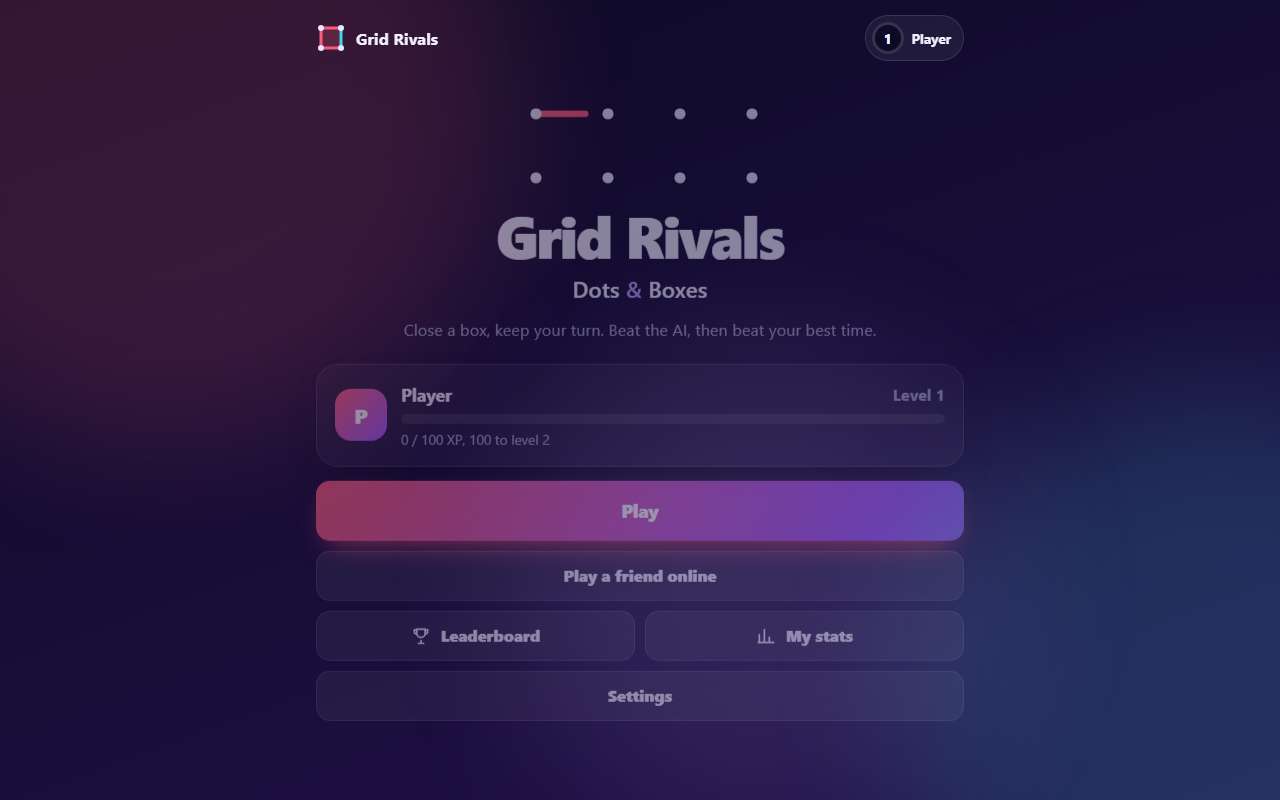 Grid Rivals
1 Player
Grid Rivals
Dots & Boxes
Close a box, keep your turn. Beat the AI, then beat your best time.
P
Player
Level 1
0 / 100 XP, 100 to level 2
Play
Play a friend online
Leaderboard
My stats
Settings